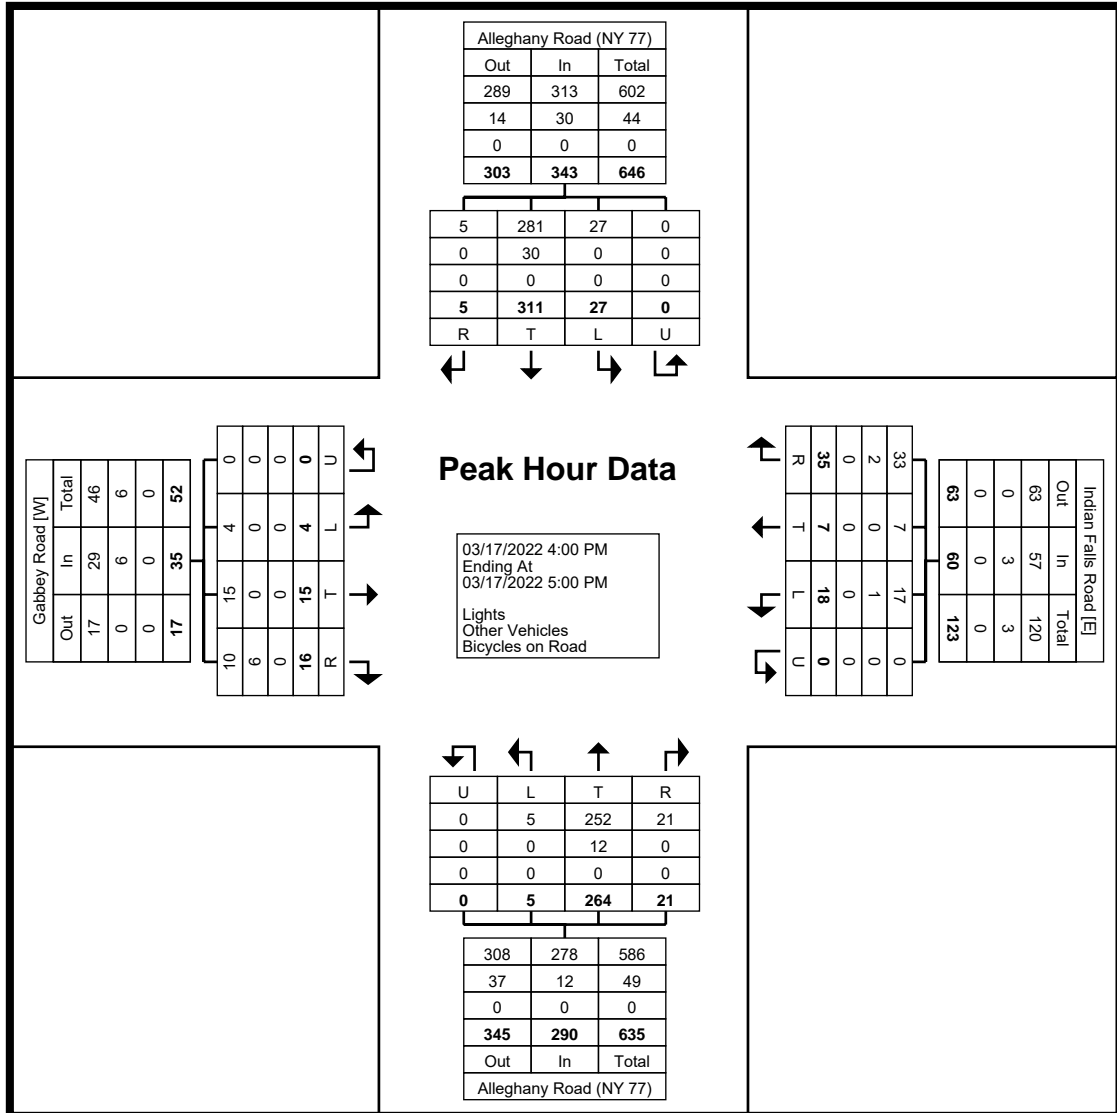 Alleghany Road (NY 77)
Out In Total
289 313 602
14 30 44
0 0 0
303 343 646
5 281 27 0
0 30 0 0
0 0 0 0
5 311 27 0
R T L U
Gabbey Road [W]
Total In Out
46 29 17
6 6 0
0 0 0
52 35 17
0 4 15 10
0 0 0 6
0 0 0 0
0 4 15 16
U L T R
Peak Hour Data
03/17/2022 4:00 PM
Ending At
03/17/2022 5:00 PM
Lights
Other Vehicles
Bicycles on Road
Indian Falls Road [E]
Out In Total
63 57 120
0 3 3
0 0 0
63 60 123
33 7 17 0
2 0 1 0
0 0 0 0
35 7 18 0
R T L U
U L T R
0 5 252 21
0 0 12 0
0 0 0 0
0 5 264 21
308 278 586
37 12 49
0 0 0
345 290 635
Out In Total
Alleghany Road (NY 77)